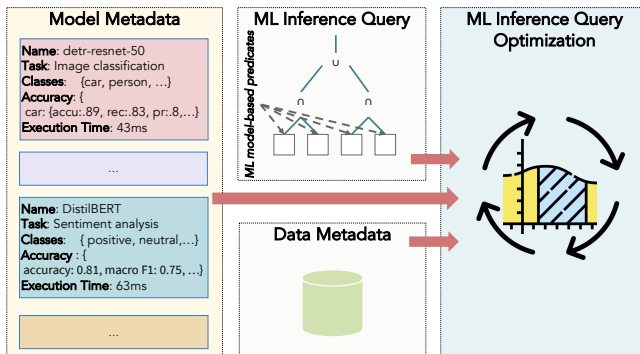 Model Metadata
Name: detr-resnet-50
Task: Image classification
Classes: {car, person, …}
Accuracy: {
car: {accu:.89, rec:.83, pr:.8,…}
Execution Time: 43ms
…
Name: DistilBERT
Task: Sentiment analysis
Classes: { positive, neutral,…}
Accuracy : {
accuracy: 0.81, macro F1: 0.75, …}
Execution Time: 63ms
…
ML Inference Query
ML model-based predicates
∪
∩
∩
Data Metadata
ML Inference Query
Optimization